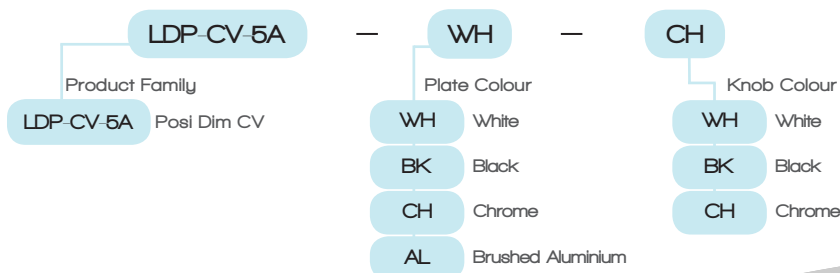 LDP-CV-5A – WH – CH
Product Family Plate Colour Knob Colour
LDP-CV-5A Posi Dim CV WH White WH White
BK Black BK Black
CH Chrome CH Chrome
AL Brushed Aluminium